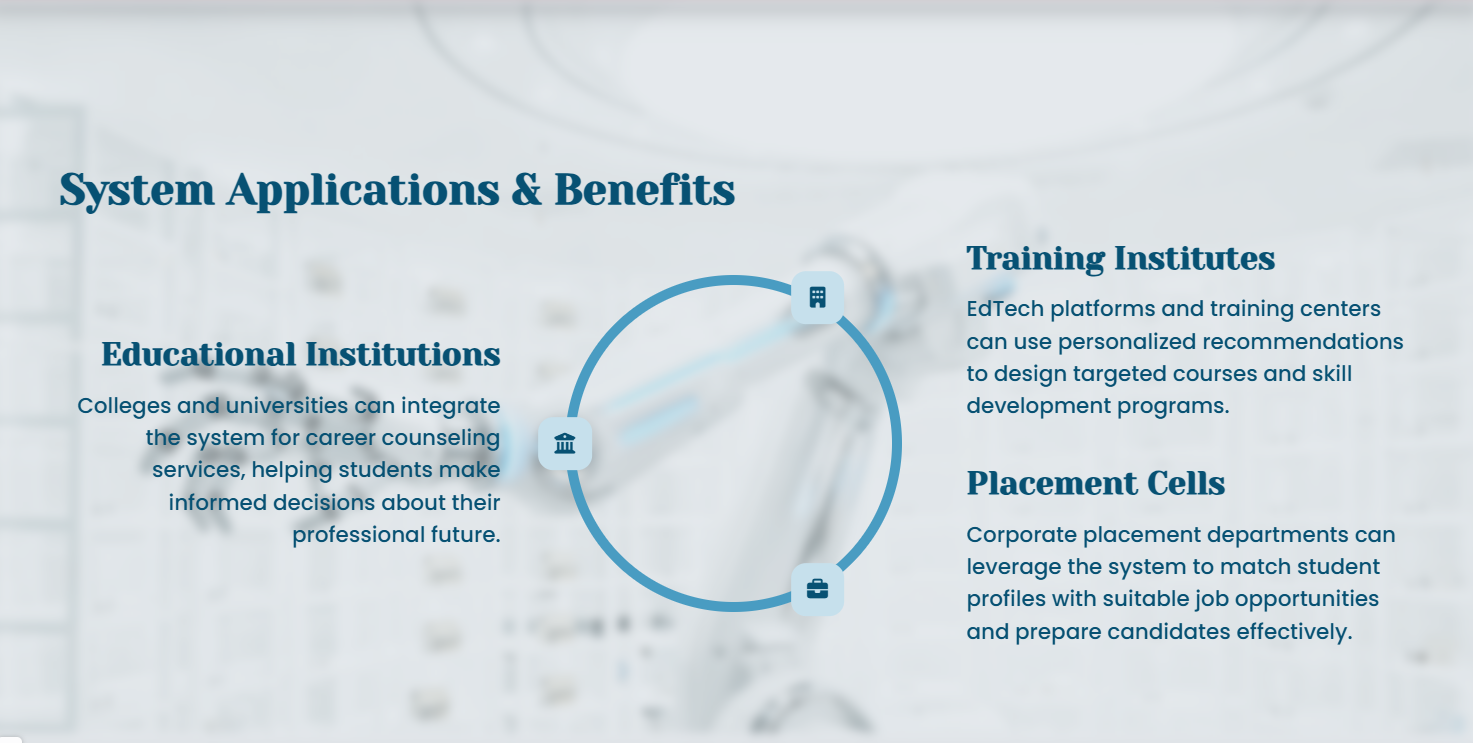 System Applications & Benefits
Educational Institutions
Colleges and universities can integrate
the system for career counseling
services, helping students make
informed decisions about their
professional future.
Training Institutes
EdTech platforms and training centers
can use personalized recommendations
to design targeted courses and skill
development programs.
Placement Cells
Corporate placement departments can
leverage the system to match student
profiles with suitable job opportunities
and prepare candidates effectively.